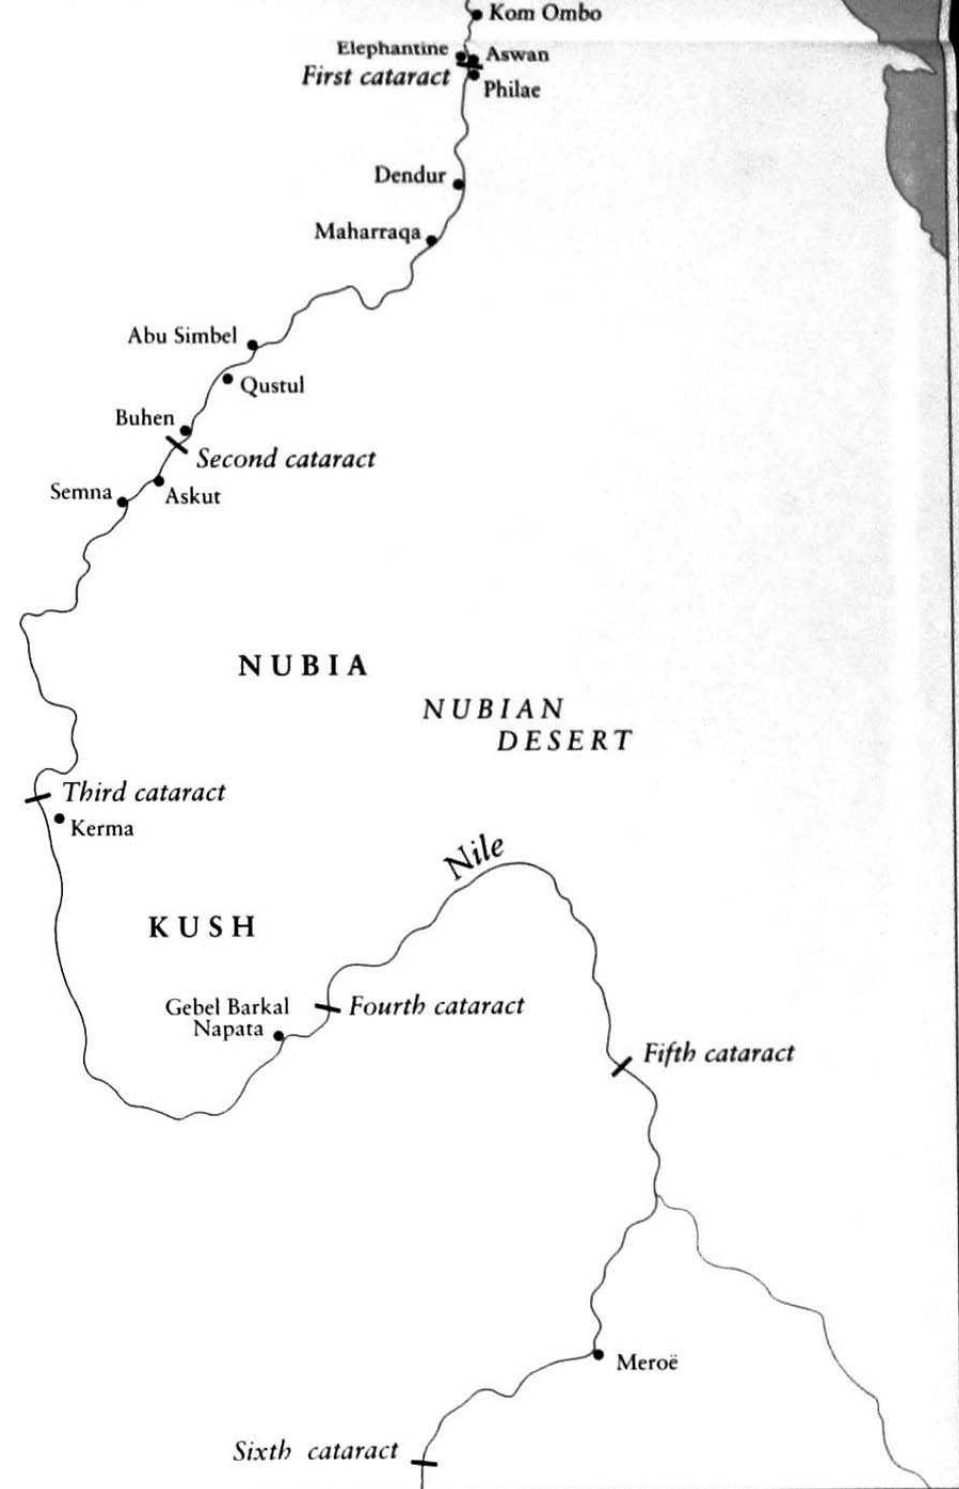 Kom Ombo
Elephantine
Aswan
First cataract
Philae
Dendur
Maharraqa
Abu Simbel
Qustul
Buhen
Second cataract
Semna
Askut
NUBIA
NUBIAN
DESERT
Third cataract
Kerma
Nile
KUSH
Gebel Barkal
Napata
Fourth cataract
Fifth cataract
Meroë
Sixth cataract